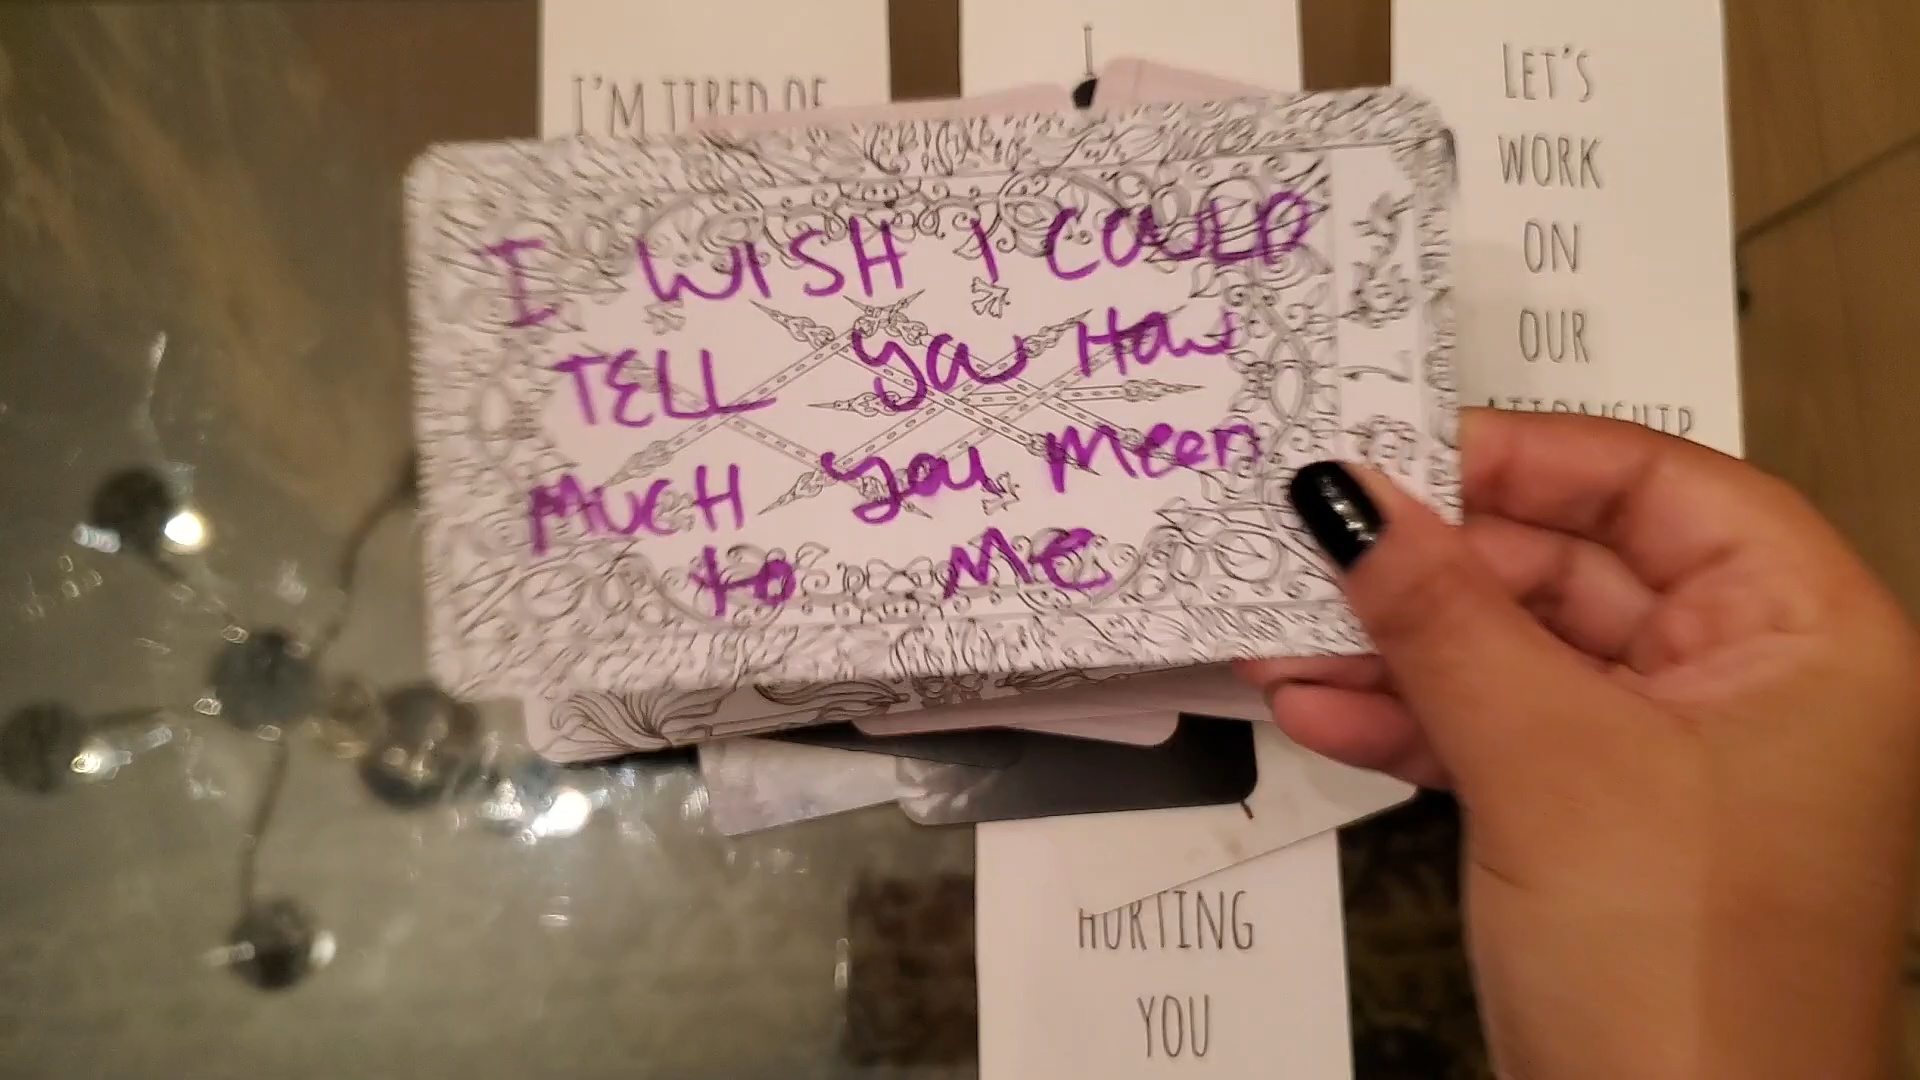 I'M TIRED OF
I
LET'S
WORK
ON
OUR
I WISH I COULD
TELL you How
MUCH you Meen
to ME
HURTING
YOU